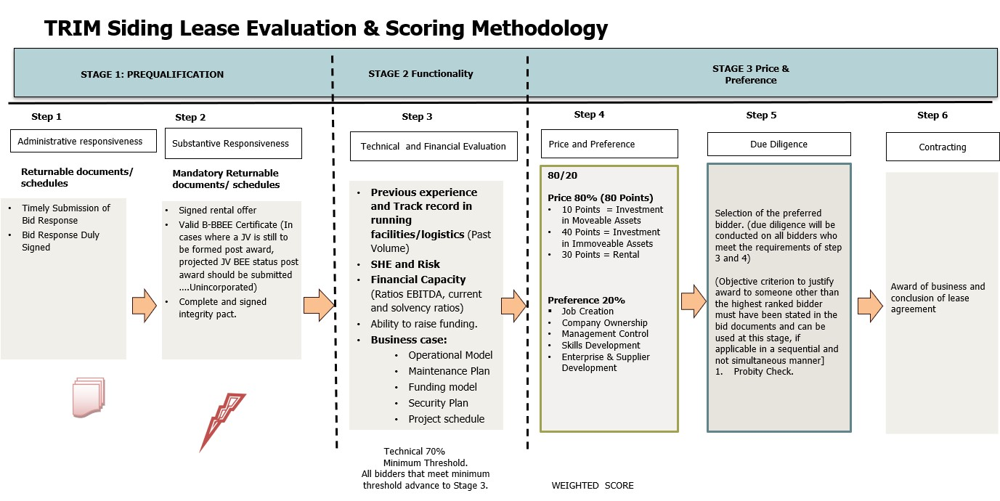 TRIM Siding Lease Evaluation & Scoring Methodology
STAGE 1: PREQUALIFICATION
STAGE 2 Functionality
STAGE 3 Price &
Preference
Step 1
Administrative responsiveness
Returnable documents/
schedules
• Timely Submission of
Bid Response
• Bid Response Duly
Signed
Step 2
Substantive Responsiveness
Mandatory Returnable
documents/ schedules
• Signed rental offer
• Valid B-BBEE Certificate (In
cases where a JV is still to
be formed post award,
projected JV BEE status post
award should be submitted
....Unincorporated)
• Complete and signed
integrity pact.
Step 3
Technical and Financial Evaluation
• Previous experience
and Track record in
running
facilities/logistics (Past
Volume)
• SHE and Risk
• Financial Capacity
(Ratios EBITDA, current
and solvency ratios)
• Ability to raise funding.
• Business case:
• Operational Model
• Maintenance Plan
• Funding model
• Security Plan
• Project schedule
Technical 70%
Minimum Threshold.
All bidders that meet minimum
threshold advance to Stage 3.
Step 4
Price and Preference
80/20
Price 80% (80 Points)
• 10 Points = Investment
in Moveable Assets
• 40 Points = Investment
in Immoveable Assets
• 30 Points = Rental
Preference 20%
▪ Job Creation
• Company Ownership
• Management Control
• Skills Development
• Enterprise & Supplier
Development
WEIGHTED SCORE
Step 5
Due Diligence
Selection of the preferred
bidder. (due diligence will be
conducted on all bidders who
meet the requirements of step
3 and 4)
(Objective criterion to justify
award to someone other than
the highest ranked bidder
must have been stated in the
bid documents and can be
used at this stage, if
applicable in a sequential and
not simultaneous manner]
1. Probity Check.
Step 6
Contracting
Award of business and
conclusion of lease
agreement